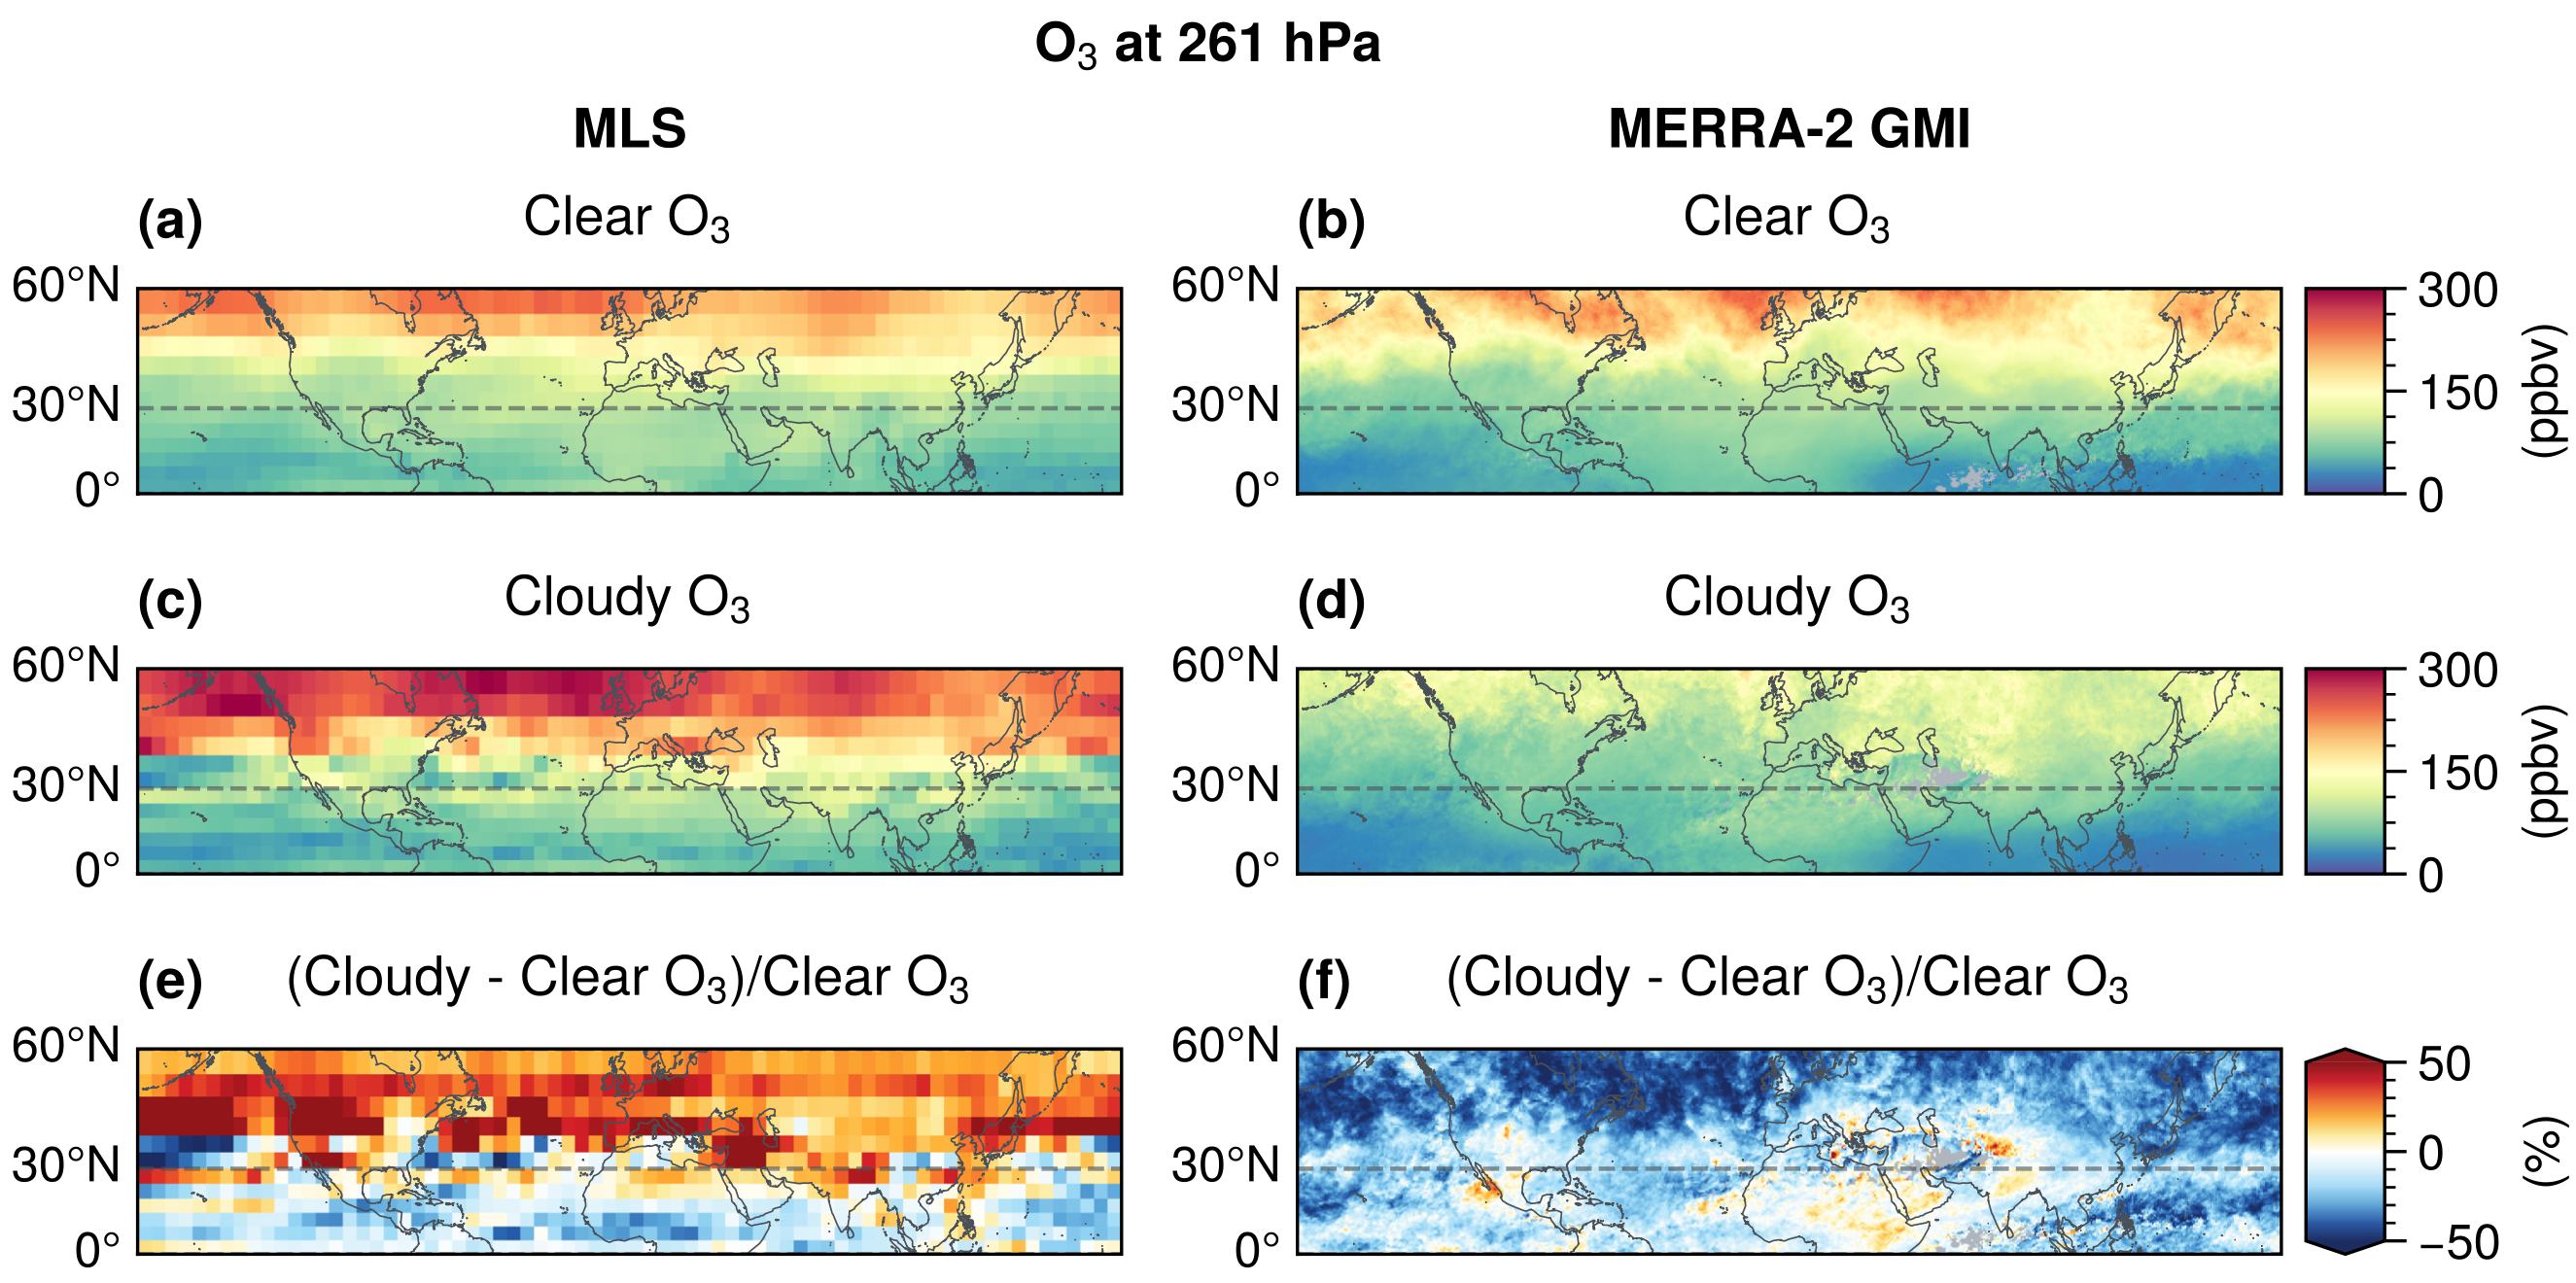 O₃ at 261 hPa
MLS
MERRA-2 GMI
(a) Clear O₃
60°N
30°N
0°
(b) Clear O₃
60°N
30°N
0°
300
150
0
(ppbv)
(c) Cloudy O₃
60°N
30°N
0°
(d) Cloudy O₃
60°N
30°N
0°
300
150
0
(ppbv)
(e) (Cloudy - Clear O₃)/Clear O₃
60°N
30°N
0°
(f) (Cloudy - Clear O₃)/Clear O₃
60°N
30°N
0°
50
0
−50
(%)